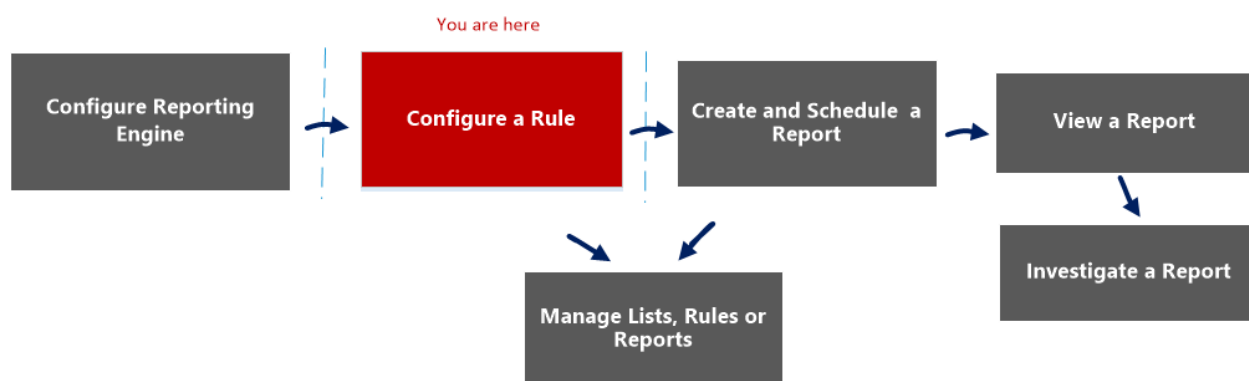 You are here
Configure Reporting
Engine
Configure a Rule
Create and Schedule a
Report
View a Report
Investigate a Report
Manage Lists, Rules or
Reports